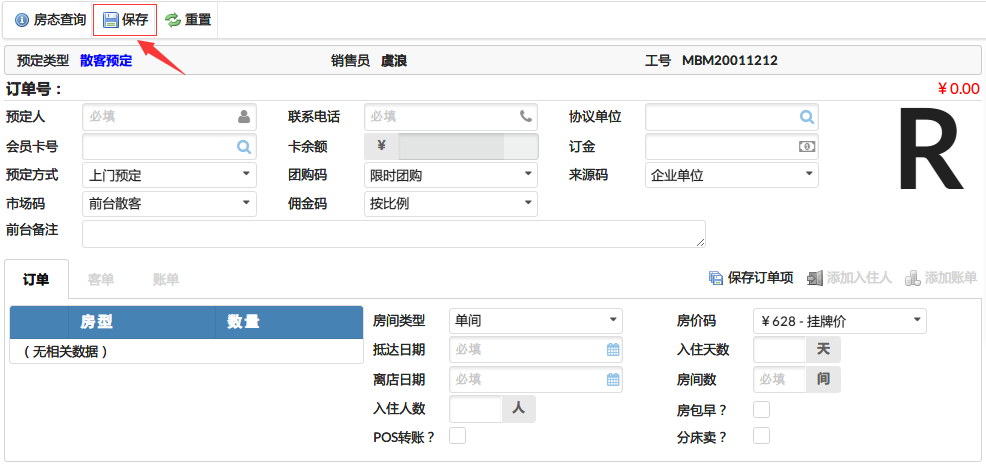 房态查询 保存 重置
预定类型 散客预定 销售员 虞浪 工号 MBM20011212
订单号： ¥ 0.00
预定人 必填 联系电话 必填 协议单位
会员卡号 卡余额 ¥ 订金
预定方式 上门预定 团购码 限时团购 来源码 企业单位
R
市场码 前台散客 佣金码 按比例
前台备注
订单 客单 账单 保存订单项 添加入住人 添加账单
房型 数量 房间类型 单间 房价码 ¥ 628 - 挂牌价
（无相关数据） 抵达日期 必填 入住天数 天
离店日期 必填 房间数 必填 间
入住人数 人 房包早？
POS转账？ 分床卖？